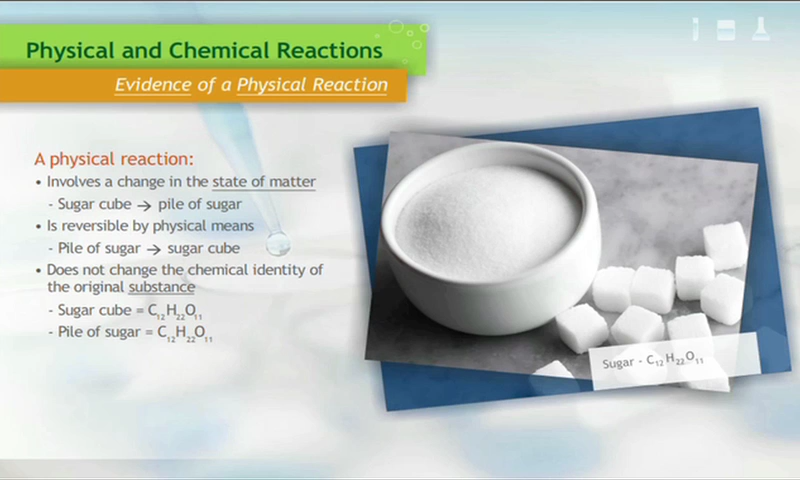 Physical and Chemical Reactions
Evidence of a Physical Reaction
A physical reaction:
• Involves a change in the state of matter
- Sugar cube → pile of sugar
• Is reversible by physical means
- Pile of sugar → sugar cube
• Does not change the chemical identity of
the original substance
- Sugar cube = C₁₂H₂₂O₁₁
- Pile of sugar = C₁₂H₂₂O₁₁
Sugar - C₁₂H₂₂O₁₁